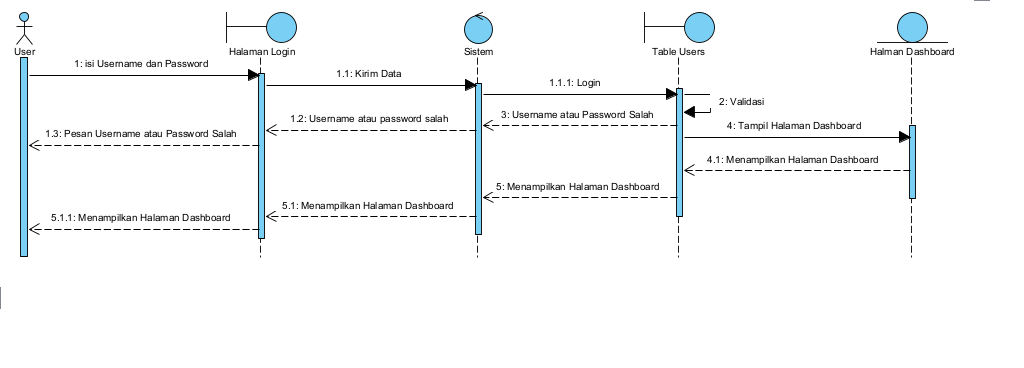 User
Halaman Login
Sistem
Table Users
Halman Dashboard
1: isi Username dan Password
1.1: Kirim Data
1.1.1: Login
2: Validasi
3: Username atau Password Salah
1.2: Username atau password salah
1.3: Pesan Username atau Password Salah
4: Tampil Halaman Dashboard
4.1: Menampilkan Halaman Dashboard
5: Menampilkan Halaman Dashboard
5.1: Menampilkan Halaman Dashboard
5.1.1: Menampilkan Halaman Dashboard